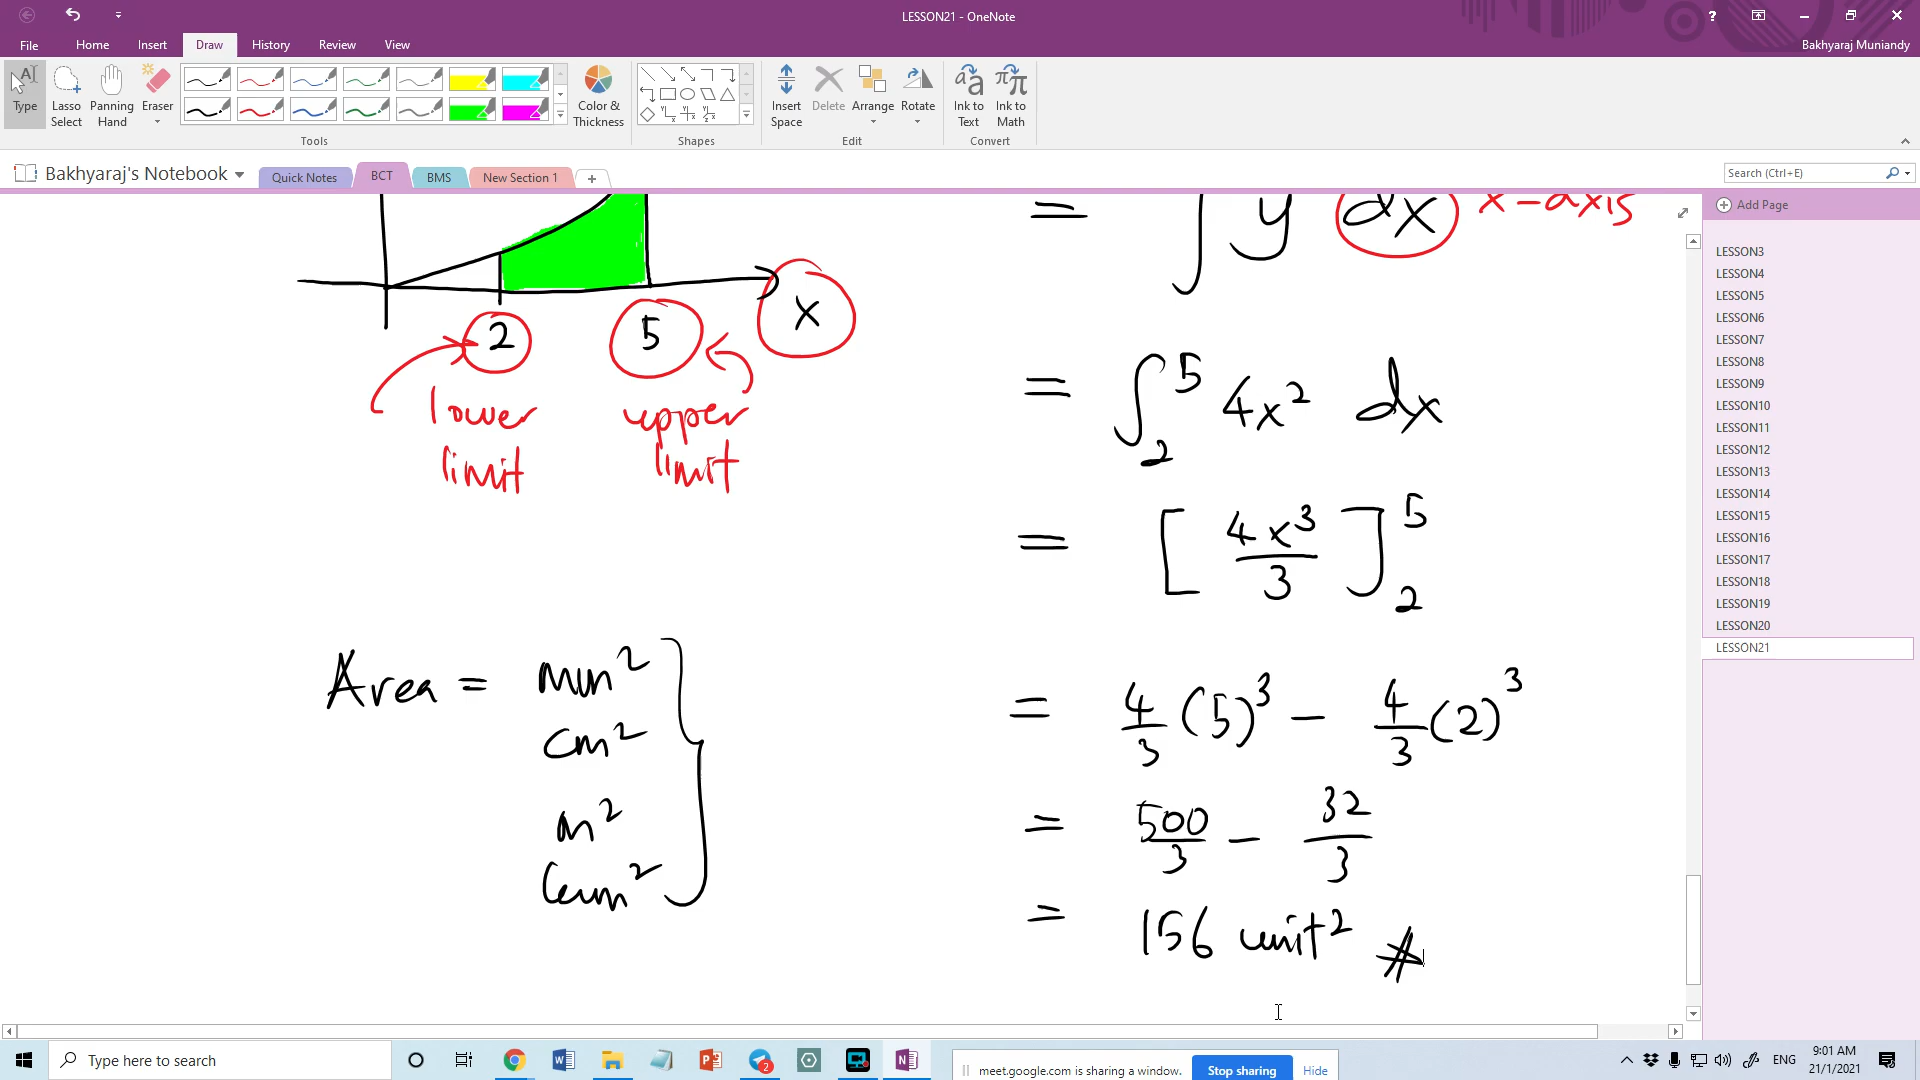 LESSON21 - OneNote
Bakhyaraj Muniandy
File Home Insert Draw History Review View
Type
Lasso Select
Panning Hand
Eraser
Color & Thickness
Insert Space
Delete
Arrange
Rotate
Ink to Text
Ink to Math
Tools
Shapes
Edit
Convert
Bakhyaraj's Notebook
Quick Notes
BCT
BMS
New Section 1
Search (Ctrl+E)
2
5
x
lower limit
upper limit
Area = mm²
cm²
m²
= ∫ y dx x-axis
= ∫₂⁵ 4x² dx
= [ 4x³/3 ]₂⁵
= 4/3 (5)³ - 4/3 (2)³
= 500/3 - 32/3
= 156 unit² #
Add Page
LESSON3
LESSON4
LESSON5
LESSON6
LESSON7
LESSON8
LESSON9
LESSON10
LESSON11
LESSON12
LESSON13
LESSON14
LESSON15
LESSON16
LESSON17
LESSON18
LESSON19
LESSON20
LESSON21
Type here to search
2
meet.google.com is sharing a window.
Stop sharing
Hide
ENG
9:01 AM
21/1/2021